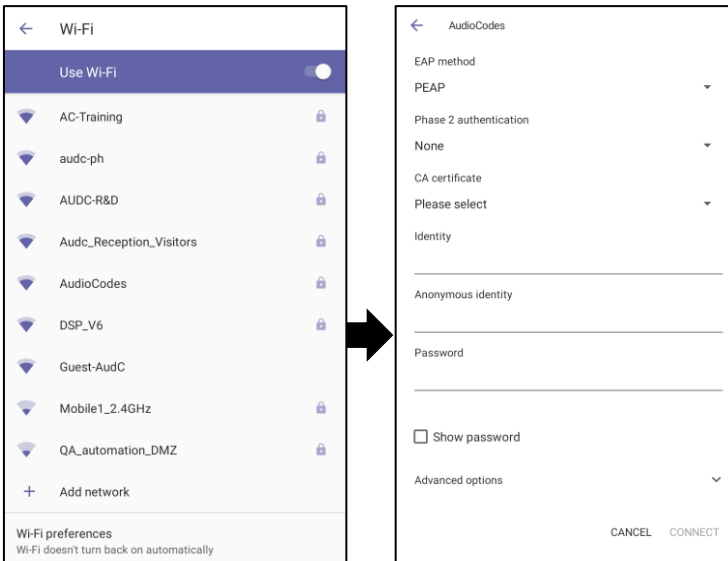 Wi-Fi
Use Wi-Fi
AC-Training
audc-ph
AUDC-R&D
Audc_Reception_Visitors
AudioCodes
DSP_V6
Guest-AudC
Mobile1_2.4GHz
QA_automation_DMZ
Add network
Wi-Fi preferences
Wi-Fi doesn't turn back on automatically
AudioCodes
EAP method
PEAP
Phase 2 authentication
None
CA certificate
Please select
Identity
Anonymous identity
Password
Show password
Advanced options
CANCEL CONNECT